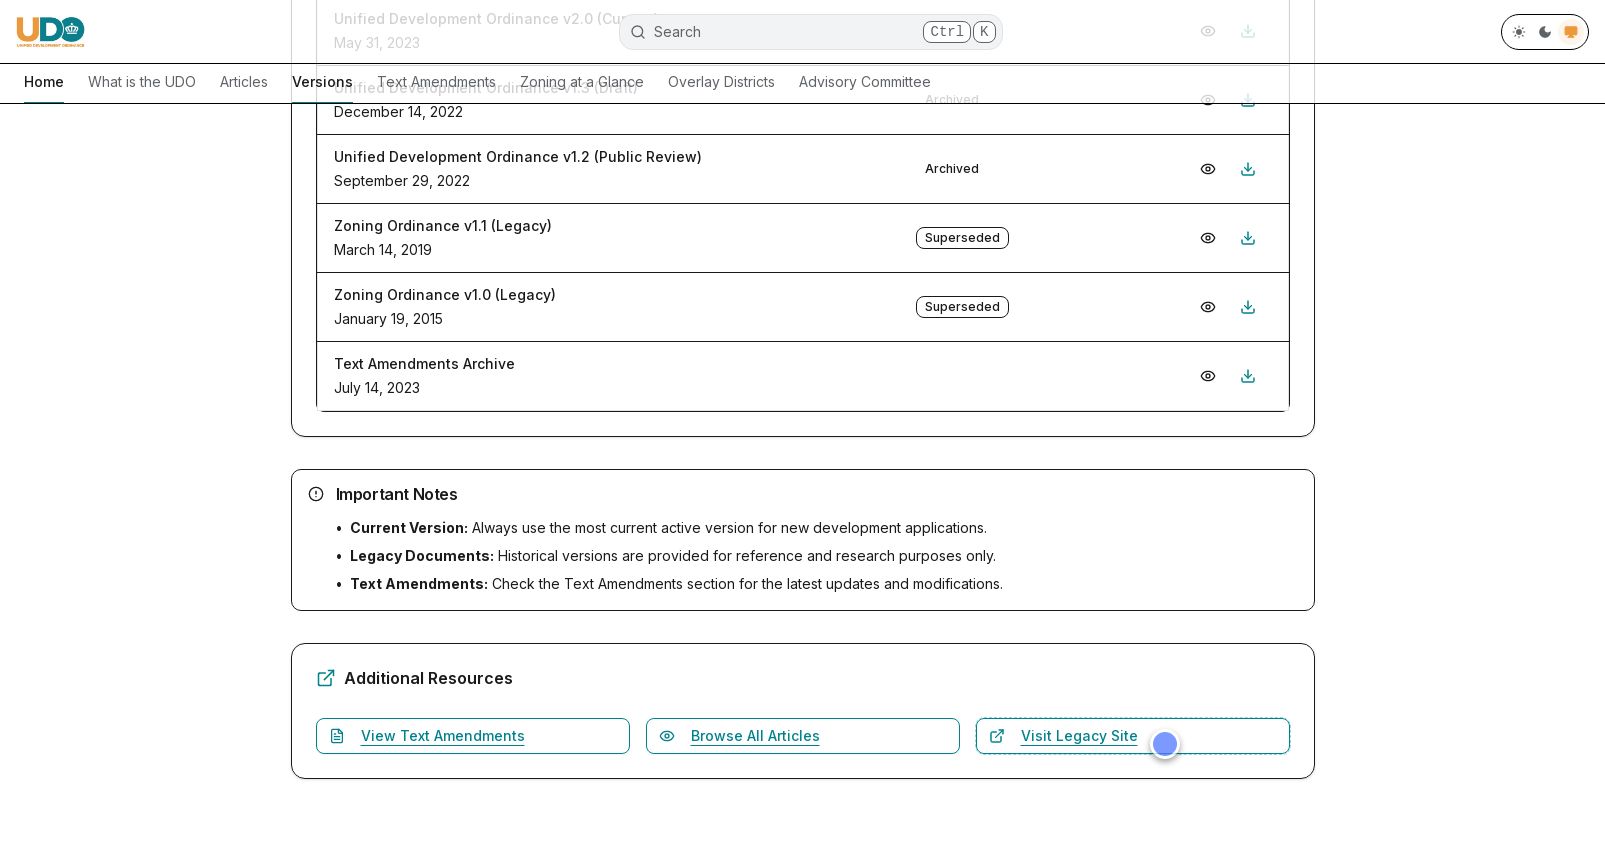 UDO
UNIFIED DEVELOPMENT ORDINANCE
Search
Ctrl K
Home
What is the UDO
Articles
Versions
Text Amendments
Zoning at a Glance
Overlay Districts
Advisory Committee
Unified Development Ordinance v2.0
May 31, 2023
Unified Development Ordinance v1.3 (Draft)
Archived
December 14, 2022
Unified Development Ordinance v1.2 (Public Review)
Archived
September 29, 2022
Zoning Ordinance v1.1 (Legacy)
Superseded
March 14, 2019
Zoning Ordinance v1.0 (Legacy)
Superseded
January 19, 2015
Text Amendments Archive
July 14, 2023
Important Notes
• Current Version: Always use the most current active version for new development applications.
• Legacy Documents: Historical versions are provided for reference and research purposes only.
• Text Amendments: Check the Text Amendments section for the latest updates and modifications.
Additional Resources
View Text Amendments
Browse All Articles
Visit Legacy Site